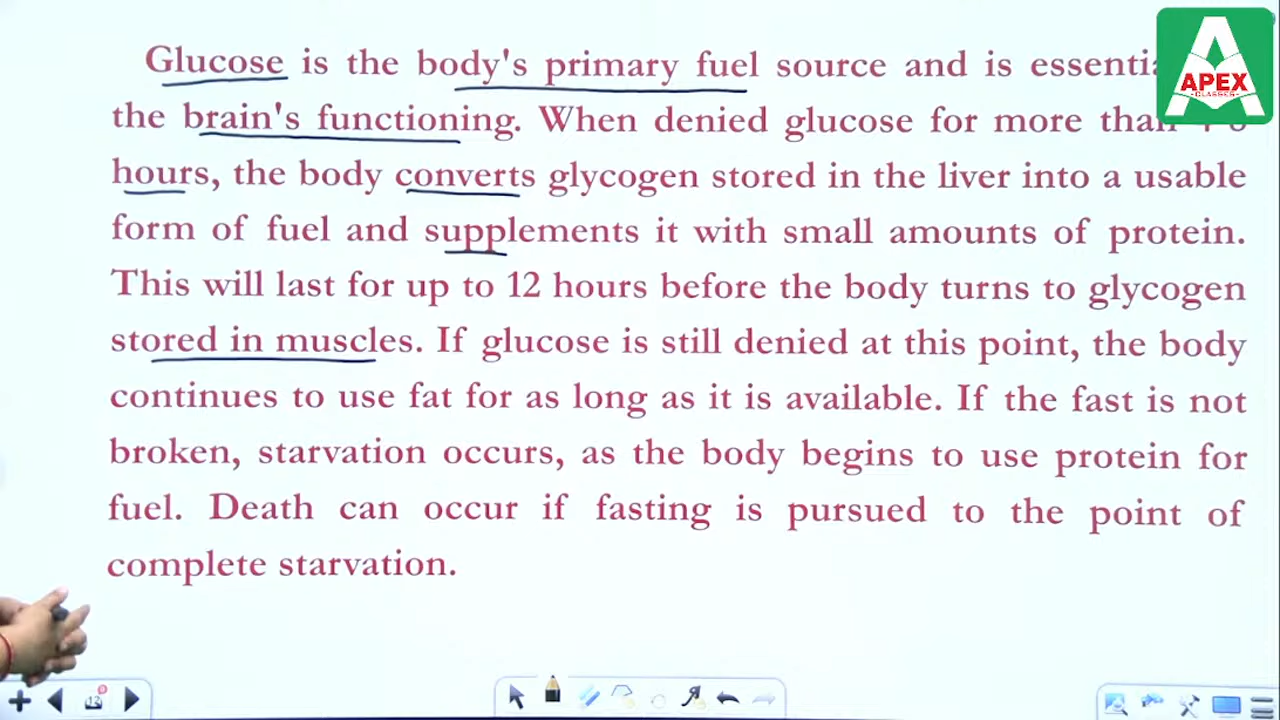 Glucose is the body's primary fuel source and is
the brain's functioning. When denied glucose for more than
hours, the body converts glycogen stored in the liver into a usable
form of fuel and supplements it with small amounts of protein.
This will last for up to 12 hours before the body turns to glycogen
stored in muscles. If glucose is still denied at this point, the body
continues to use fat for as long as it is available. If the fast is not
broken, starvation occurs, as the body begins to use protein for
fuel. Death can occur if fasting is pursued to the point of
complete starvation.
APEX
CLASSES